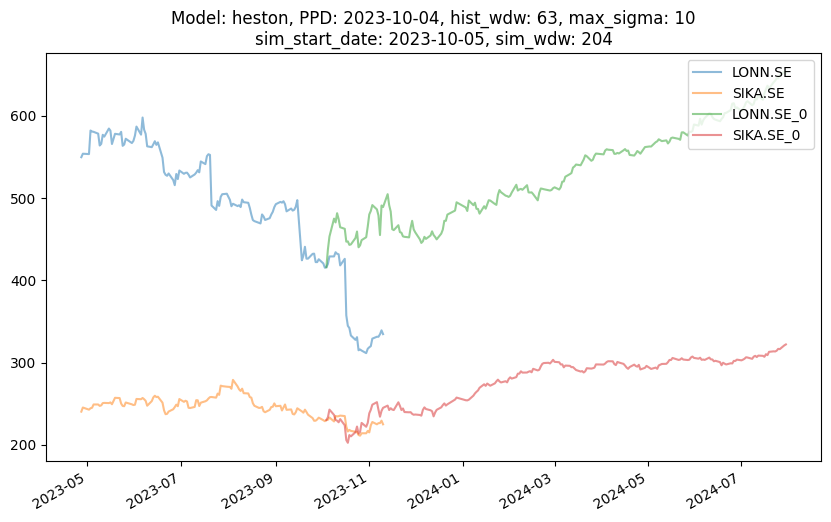 Model: heston, PPD: 2023-10-04, hist_wdw: 63, max_sigma: 10
sim_start_date: 2023-10-05, sim_wdw: 204
LONN.SE
SIKA.SE
LONN.SE_0
SIKA.SE_0
600
500
400
300
200
2023-05
2023-07
2023-09
2023-11
2024-01
2024-03
2024-05
2024-07